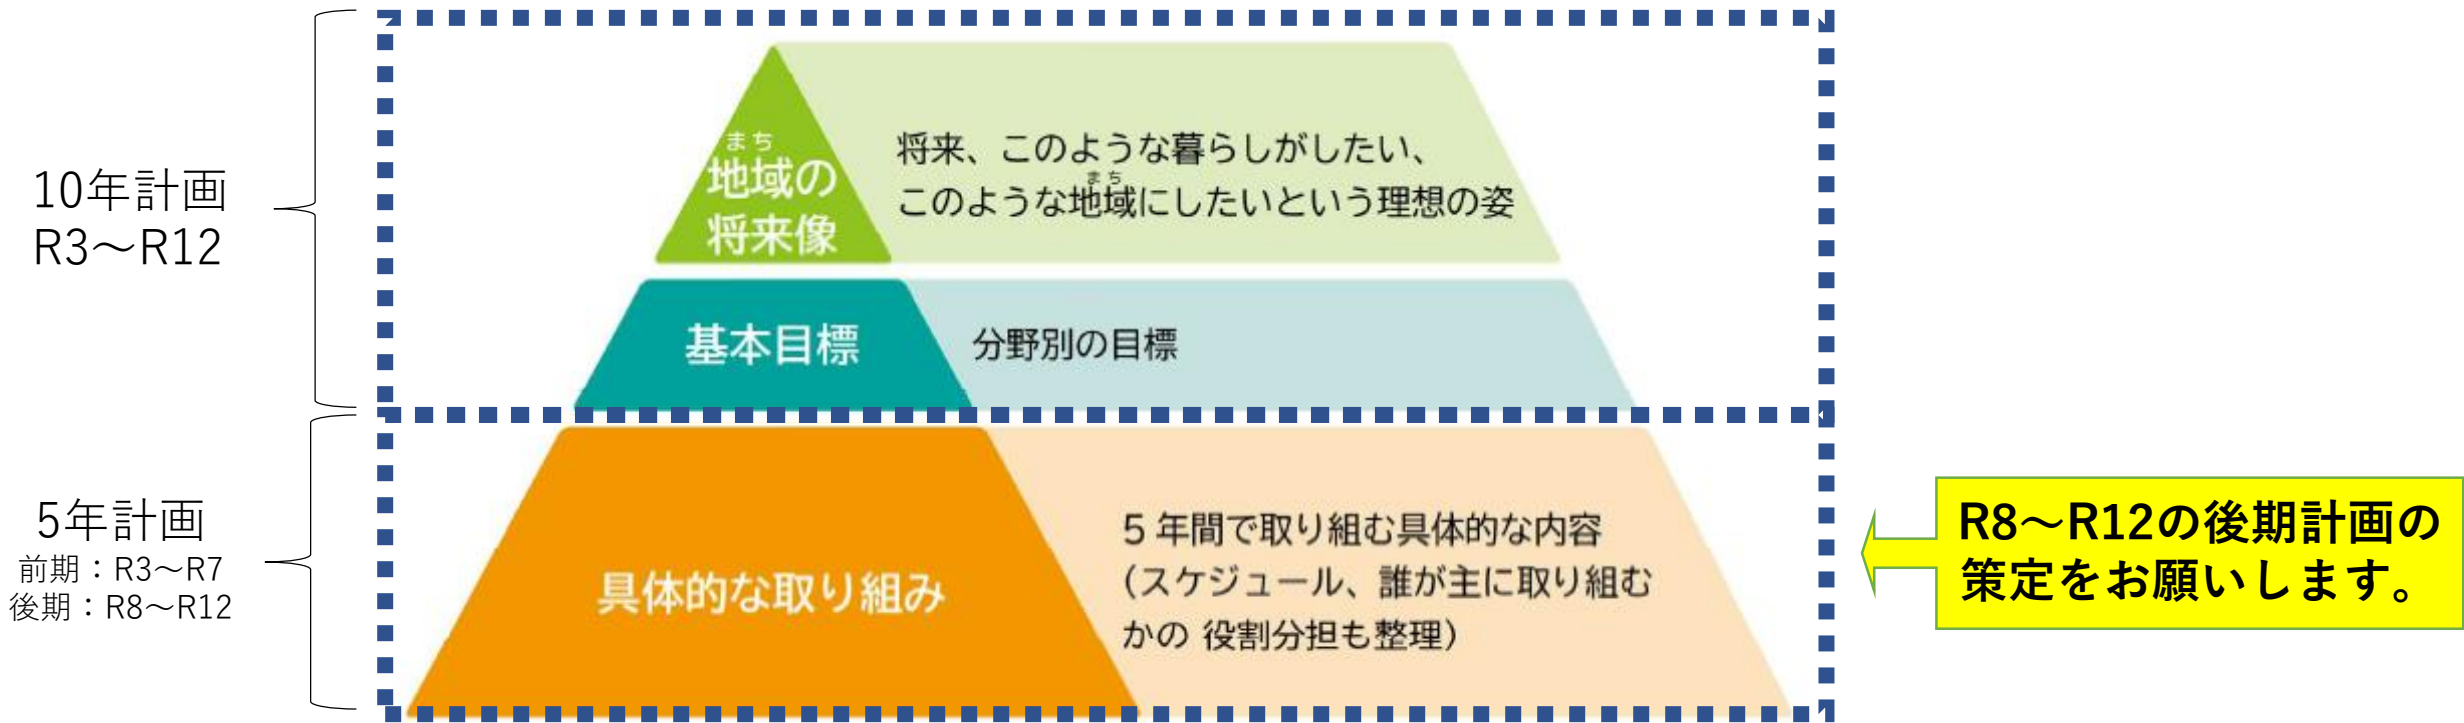 10年計画
R3～R12
まち
地域の
将来像
将来、このような暮らしがしたい、
まち
このような地域にしたいという理想の姿
基本目標
分野別の目標
5年計画
前期：R3～R7
後期：R8～R12
具体的な取り組み
5 年間で取り組む具体的な内容
（スケジュール、誰が主に取り組む
かの 役割分担も整理）
R8～R12の後期計画の
策定をお願いします。